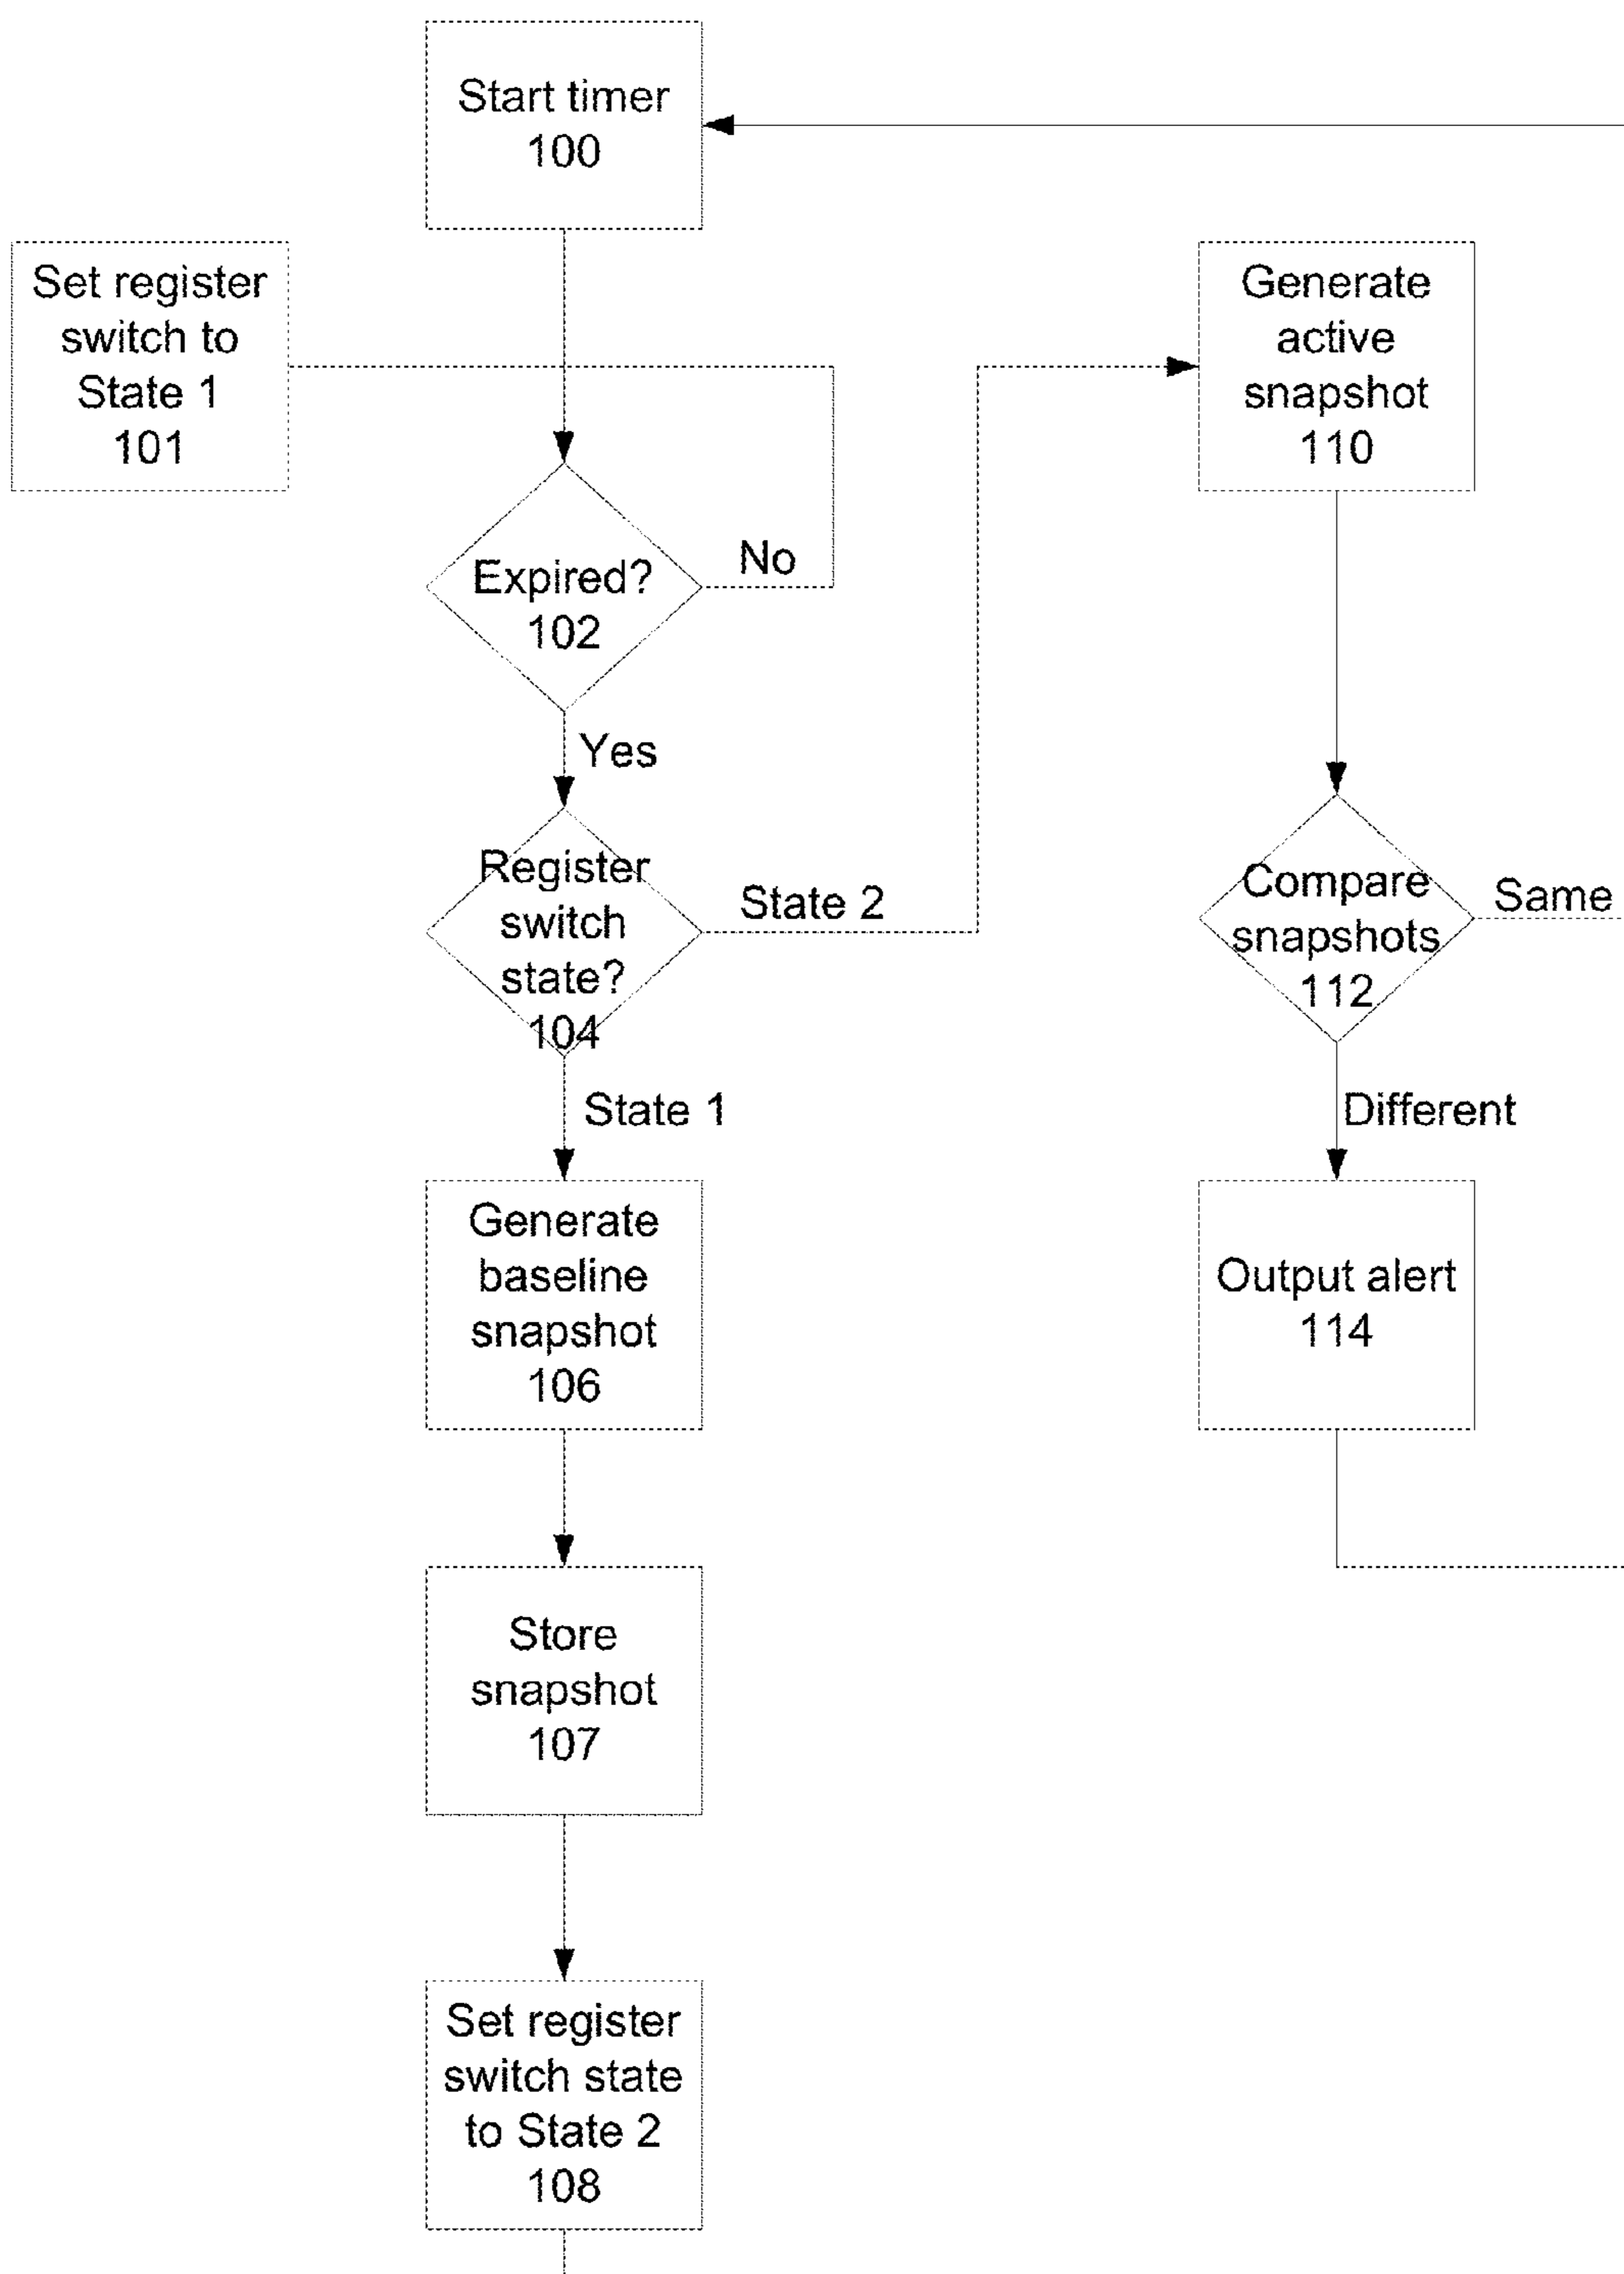 Start timer
100
Set register
switch to
State 1
101
Generate
active
snapshot
110
Expired?
102
No
Yes
Register
switch
state?
104
State 2
Compare
snapshots
112
Same
State 1
Different
Generate
baseline
snapshot
106
Output alert
114
Store
snapshot
107
Set register
switch state
to State 2
108